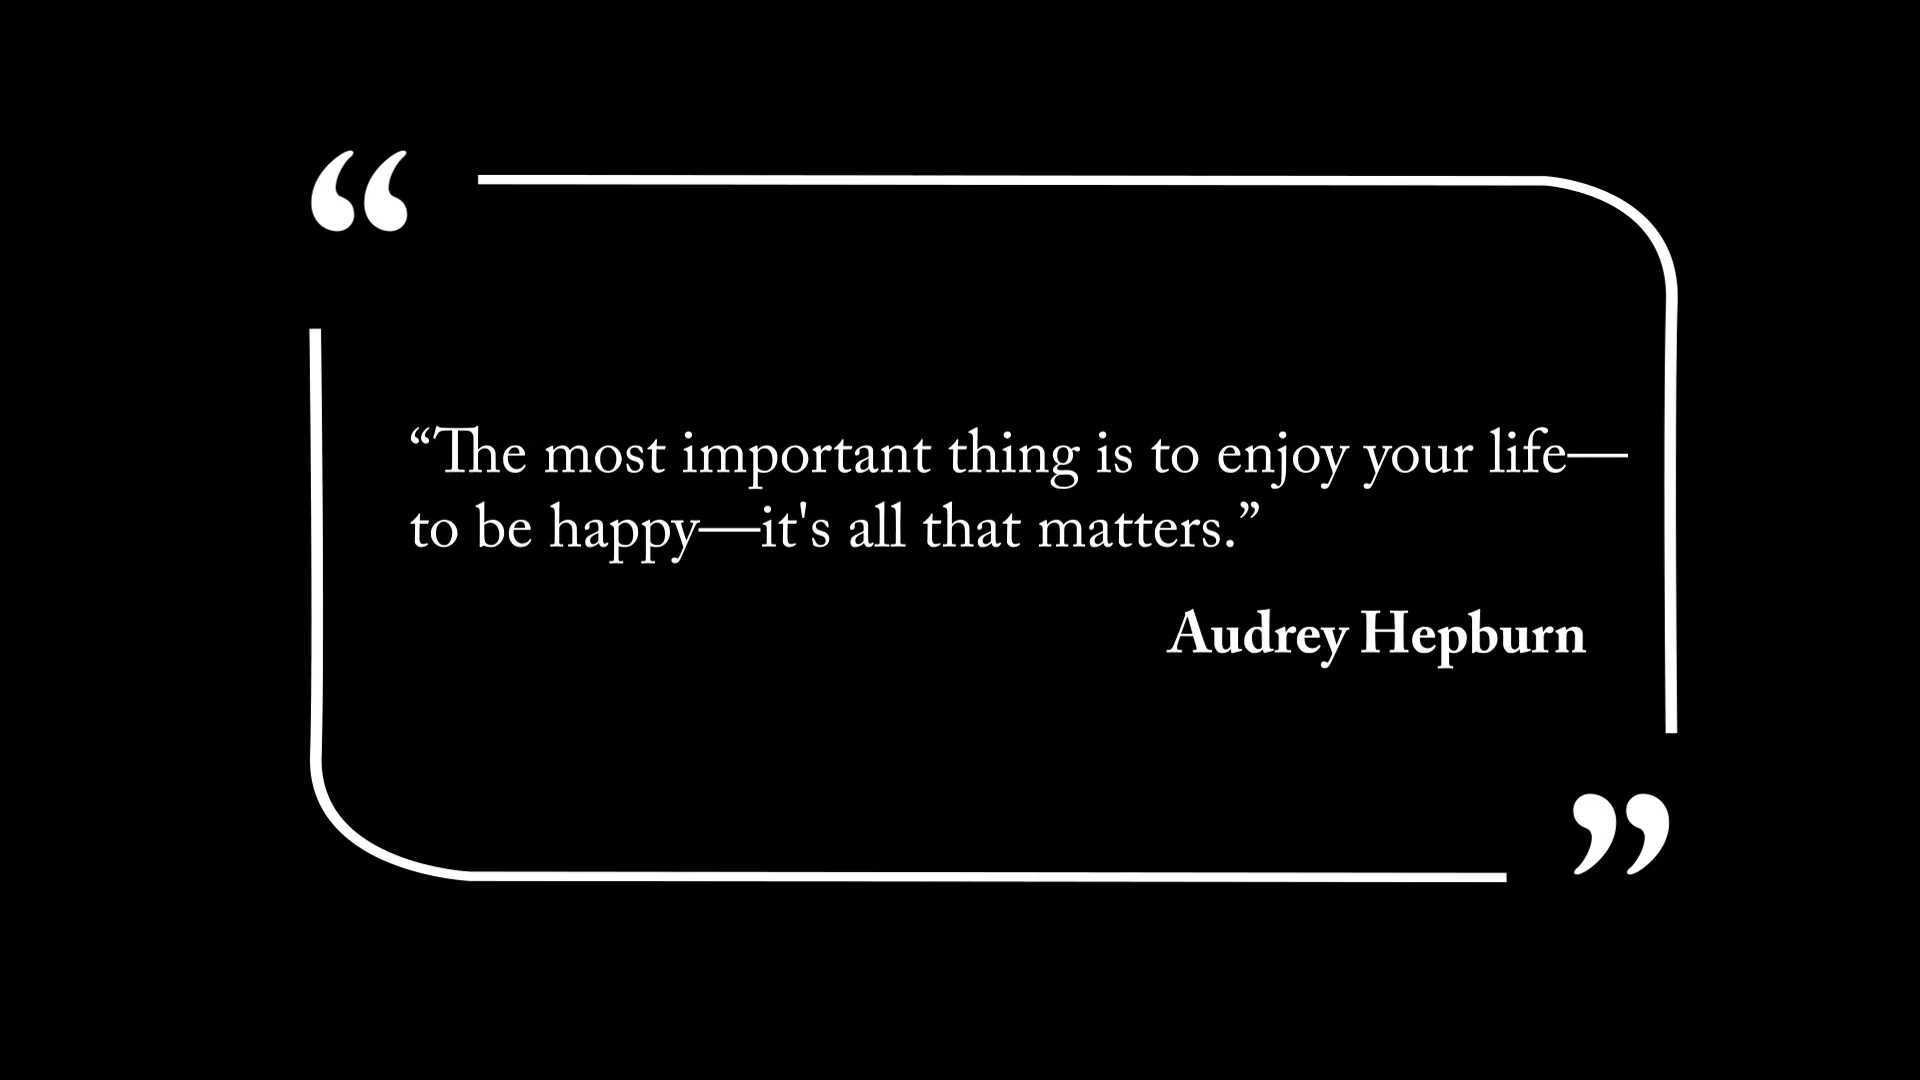 “The most important thing is to enjoy your life—
to be happy—it's all that matters.”
Audrey Hepburn